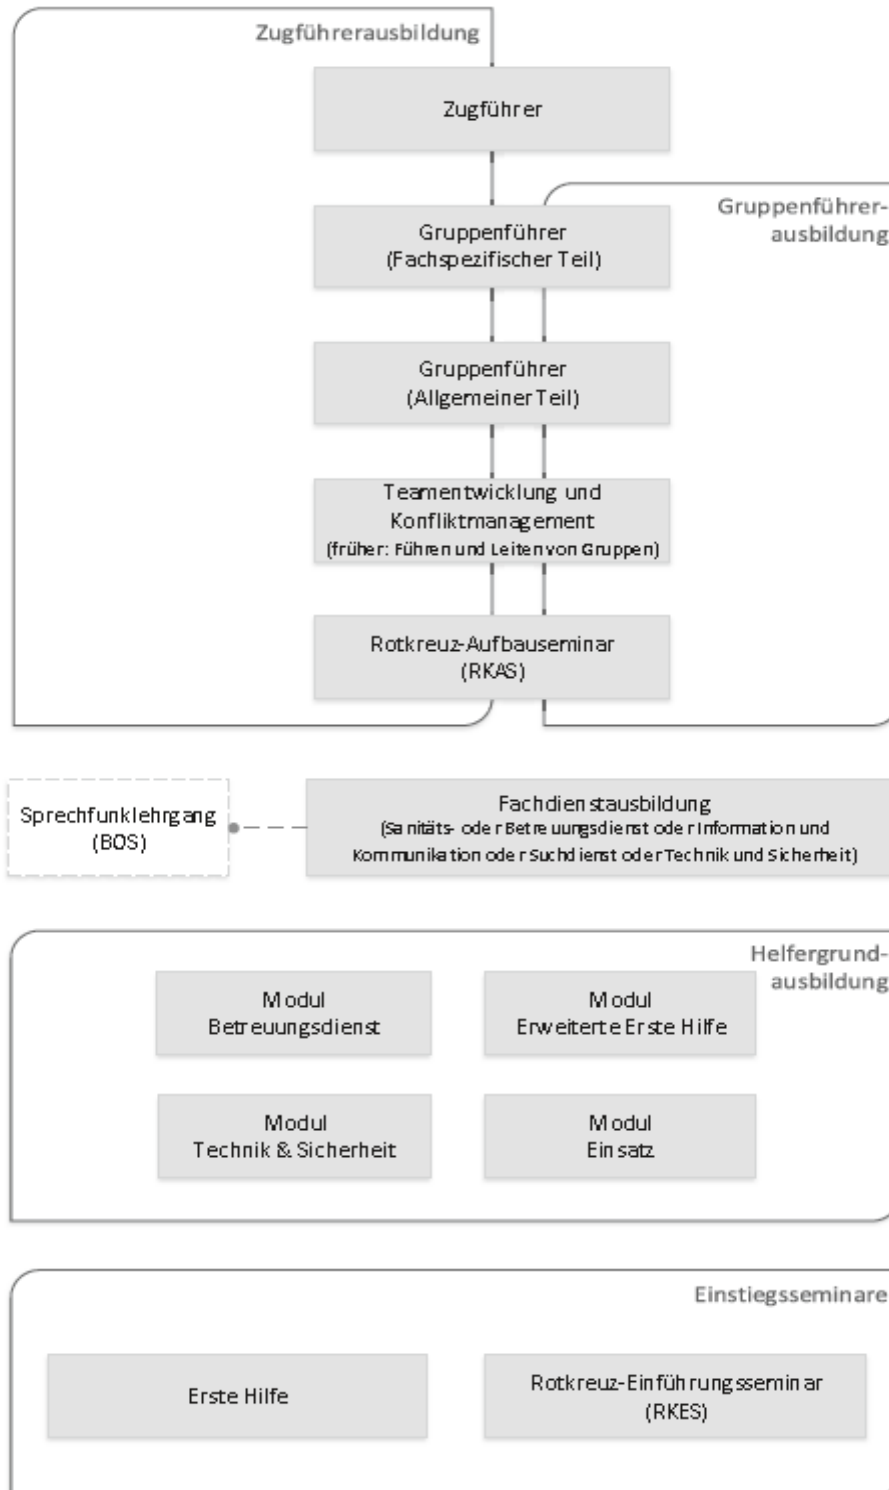 Zugführerausbildung
Zugführer
Gruppenführer-
ausbildung
Gruppenführer
(Fachspezifischer Teil)
Gruppenführer
(Allgemeiner Teil)
Teamentwicklung und
Konfliktmanagement
(früher: Führen und Leiten von Gruppen)
Rotkreuz-Aufbauseminar
(RKAS)
Sprechfunklehrgang
(BOS)
Fachdienstausbildung
(Sanitäts- oder Betreuungsdienst oder Information und
Kommunikation oder Suchdienst oder Technik und Sicherheit)
Helfergrund-
ausbildung
Modul
Betreuungsdienst
Modul
Erweiterte Erste Hilfe
Modul
Technik & Sicherheit
Modul
Einsatz
Einstiegsseminare
Erste Hilfe
Rotkreuz-Einführungsseminar
(RKES)